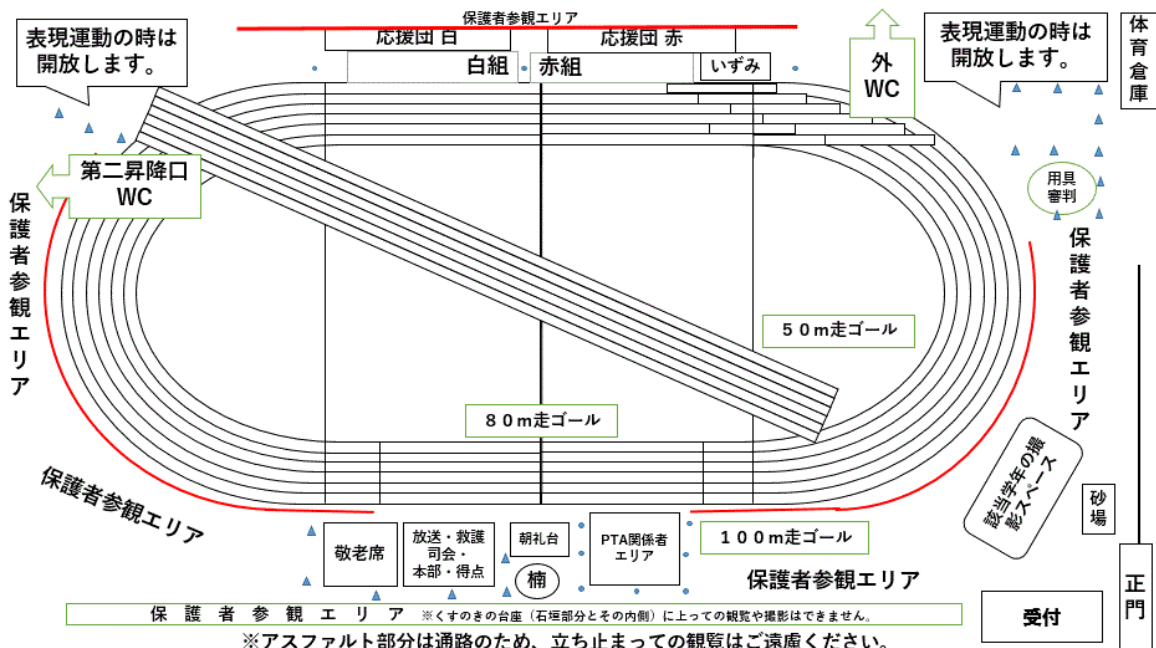 保護者参観エリア
表現運動の時は
開放します。
応援団 白
応援団 赤
白組
赤組
いずみ
外
WC
表現運動の時は
開放します。
体育倉庫
第二昇降口
WC
用具
審判
保護者参観エリア
保護者参観エリア
５０m走ゴール
８０m走ゴール
該当学年の撮
影スペース
保護者参観エリア
砂場
敬老席
放送・救護
司会・
本部・得点
朝礼台
楠
PTA関係者
エリア
１００m走ゴール
保護者参観エリア
正門
受付
保護者参観エリア ※くすのきの台座（石垣部分とその内側）に上っての観覧や撮影はできません。
※アスファルト部分は通路のため、立ち止まっての観覧はご遠慮ください。